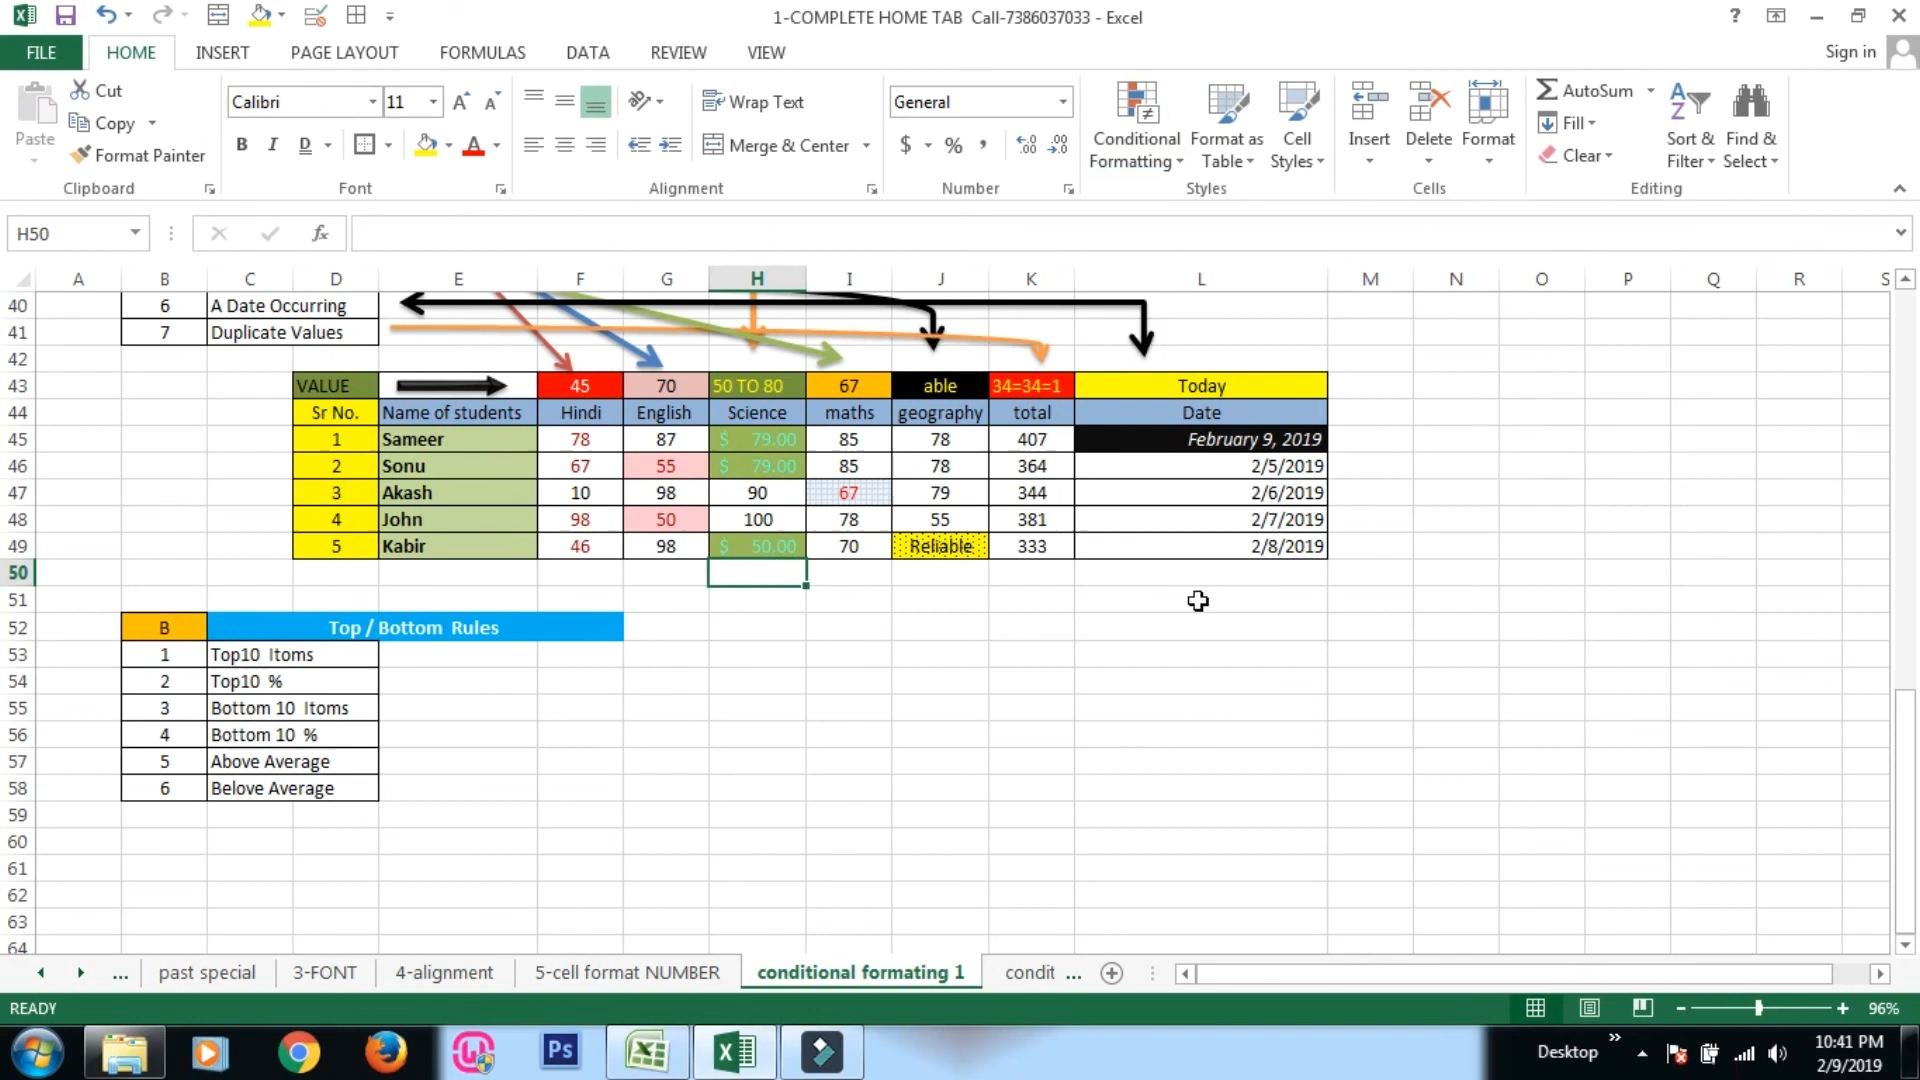 1-COMPLETE HOME TAB Call-7386037033 - Excel
FILE HOME INSERT PAGE LAYOUT FORMULAS DATA REVIEW VIEW Sign in
Paste Cut Copy Format Painter Clipboard
Calibri 11 B I D A Font
Wrap Text Merge & Center Alignment
General $ % , Number
Conditional Formatting Format as Table Cell Styles Styles
Insert Delete Format Cells
AutoSum Fill Clear Sort & Filter Find & Select Editing
H50 fx
A B C D E F G H I J K L M N O P Q R S
40 6 A Date Occurring
41 7 Duplicate Values
42
43 VALUE 45 70 50 TO 80 67 able 34=34=1 Today
44 Sr No. Name of students Hindi English Science maths geography total Date
45 1 Sameer 78 87 $ 79.00 85 78 407 February 9, 2019
46 2 Sonu 67 55 $ 79.00 85 78 364 2/5/2019
47 3 Akash 10 98 90 67 79 344 2/6/2019
48 4 John 98 50 100 78 55 381 2/7/2019
49 5 Kabir 46 98 $ 50.00 70 Reliable 333 2/8/2019
50
51
52 B Top / Bottom Rules
53 1 Top10 Itoms
54 2 Top10 %
55 3 Bottom 10 Itoms
56 4 Bottom 10 %
57 5 Above Average
58 6 Belove Average
59
60
61
62
63
64
... past special 3-FONT 4-alignment 5-cell format NUMBER conditional formating 1 condit ...
READY 96%
Ps Desktop 10:41 PM
2/9/2019